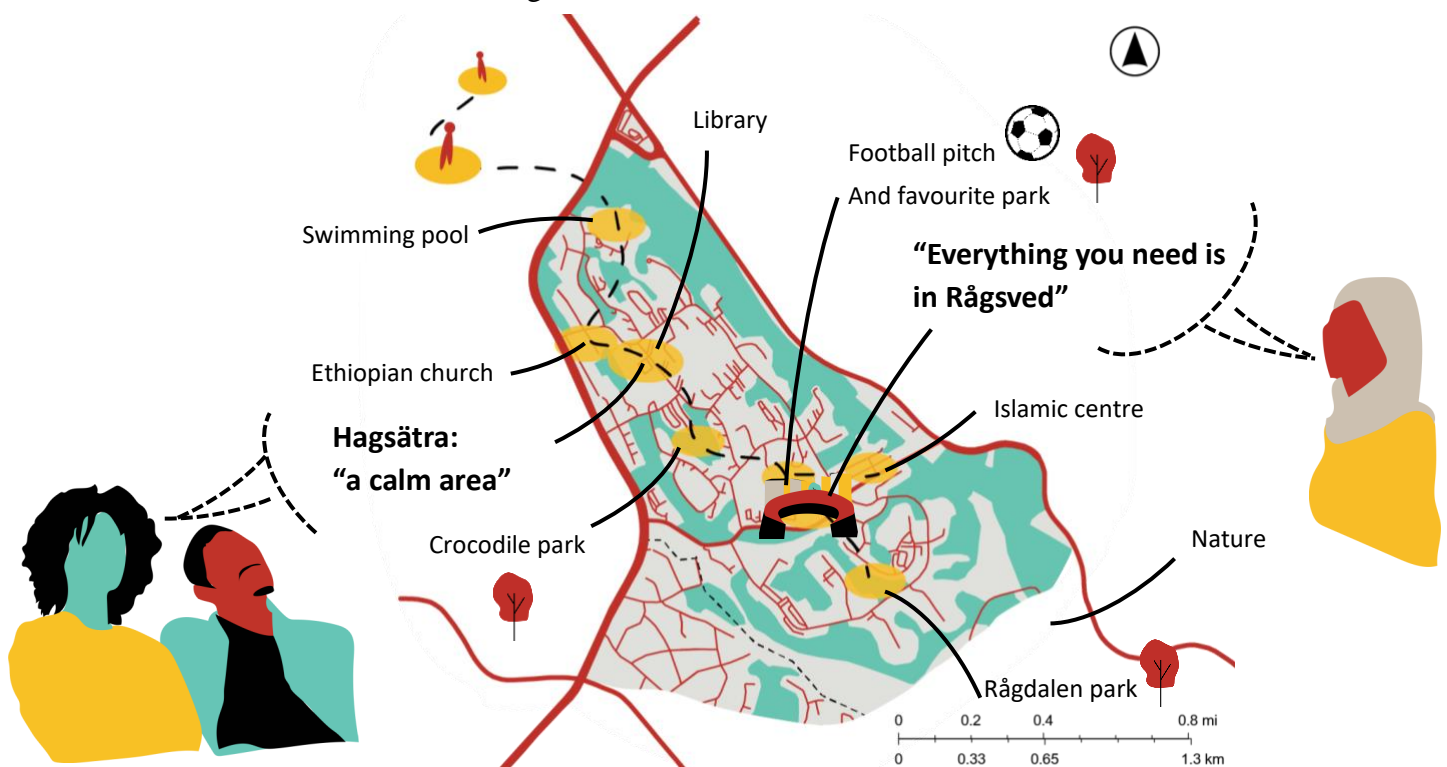 Library
Football pitch
And favourite park
Swimming pool
“Everything you need is
in Rågsved”
Ethiopian church
Islamic centre
Hagsätra:
“a calm area”
Crocodile park
Nature
Rågdalen park
0 0.2 0.4 0.8 mi
0 0.33 0.65 1.3 km